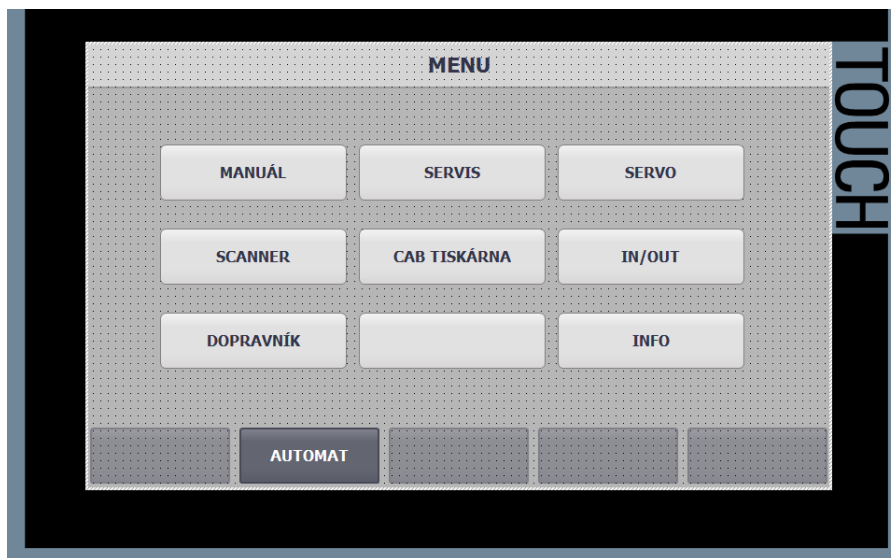 MENU
TOUCH
MANUÁL SERVIS SERVO
SCANNER CAB TISKÁRNA IN/OUT
DOPRAVNÍK INFO
AUTOMAT